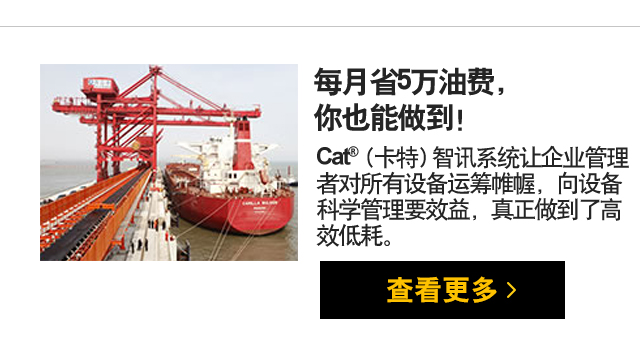 每月省5万油费，
你也能做到！
Cat®（卡特）智讯系统让企业管理
者对所有设备运筹帷幄，向设备
科学管理要效益，真正做到了高
效低耗。
查看更多 >